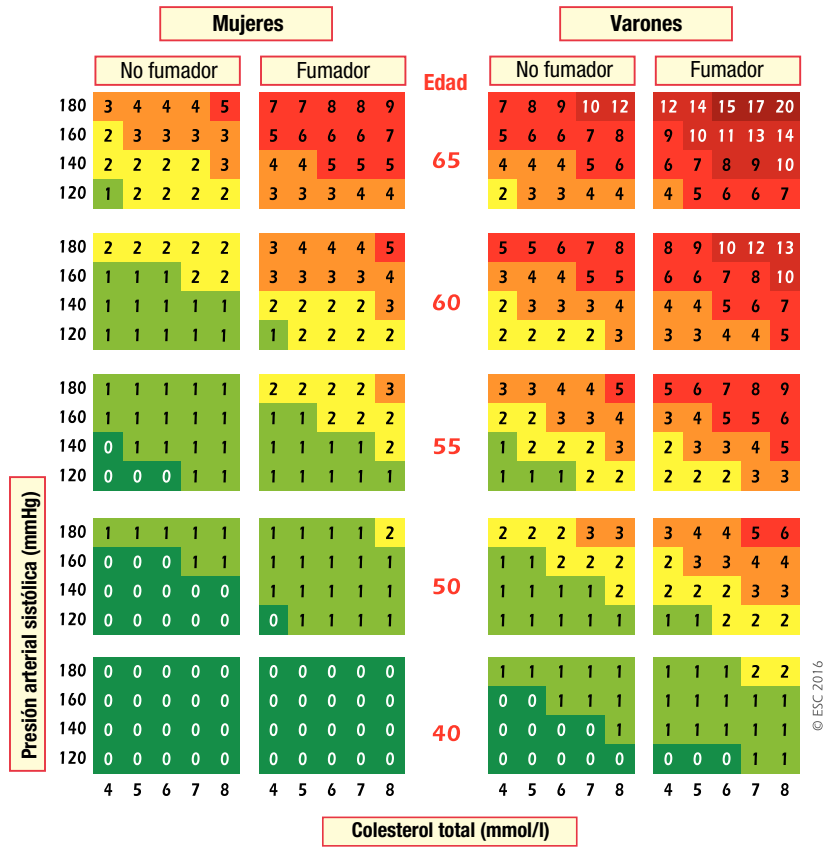 Mujeres Varones
No fumador Fumador No fumador Fumador
Edad
180 3 4 4 4 5 7 7 8 8 9 7 8 9 10 12 12 14 15 17 20
160 2 3 3 3 3 5 6 6 6 7 5 6 6 7 8 9 10 11 13 14
65
140 2 2 2 2 3 4 4 5 5 5 4 4 4 5 6 6 7 8 9 10
120 1 2 2 2 2 3 3 3 4 4 2 3 3 4 4 4 5 6 6 7
180 2 2 2 2 2 3 4 4 4 5 5 5 6 7 8 8 9 10 12 13
160 1 1 1 2 2 3 3 3 3 4 3 4 4 5 5 6 6 7 8 10
60
140 1 1 1 1 1 2 2 2 2 3 2 3 3 3 4 4 4 5 6 7
120 1 1 1 1 1 1 2 2 2 2 2 2 2 2 3 3 3 4 4 5
180 1 1 1 1 1 2 2 2 2 3 3 3 4 4 5 5 6 7 8 9
160 1 1 1 1 1 1 1 2 2 2 2 2 3 3 4 3 4 5 5 6
55
140 0 1 1 1 1 1 1 1 1 2 1 2 2 2 3 2 3 3 4 5
120 0 0 0 1 1 1 1 1 1 1 1 1 1 2 2 2 2 2 3 3
180 1 1 1 1 1 1 1 1 1 2 2 2 2 3 3 3 4 4 5 6
160 0 0 0 1 1 1 1 1 1 1 1 1 2 2 2 2 3 3 4 4
50
140 0 0 0 0 0 1 1 1 1 1 1 1 1 1 2 2 2 2 3 3
120 0 0 0 0 0 0 1 1 1 1 1 1 1 1 1 1 1 2 2 2
180 0 0 0 0 0 0 0 0 0 0 1 1 1 1 1 1 1 1 2 2
160 0 0 0 0 0 0 0 0 0 0 0 0 1 1 1 1 1 1 1 1
40
140 0 0 0 0 0 0 0 0 0 0 0 0 0 0 1 1 1 1 1 1
120 0 0 0 0 0 0 0 0 0 0 0 0 0 0 0 0 0 0 1 1
4 5 6 7 8 4 5 6 7 8 4 5 6 7 8 4 5 6 7 8
Presión arterial sistólica (mmHg)
Colesterol total (mmol/l)
© ESC 2016